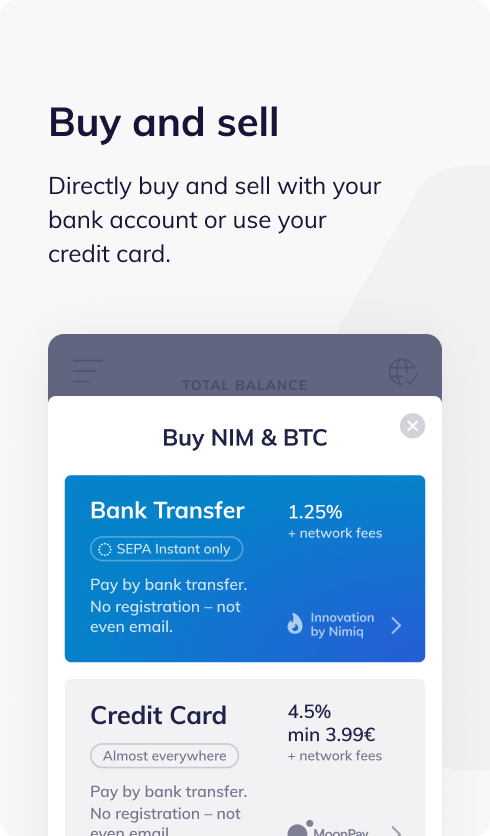 Buy and sell
Directly buy and sell with your
bank account or use your
credit card.
TOTAL BALANCE
Buy NIM & BTC
Bank Transfer
1.25%
+ network fees
SEPA Instant only
Pay by bank transfer.
No registration – not
even email.
Innovation
by Nimiq
Credit Card
4.5%
min 3.99€
+ network fees
Almost everywhere
Pay by bank transfer.
No registration – not
even email.
MoonPay